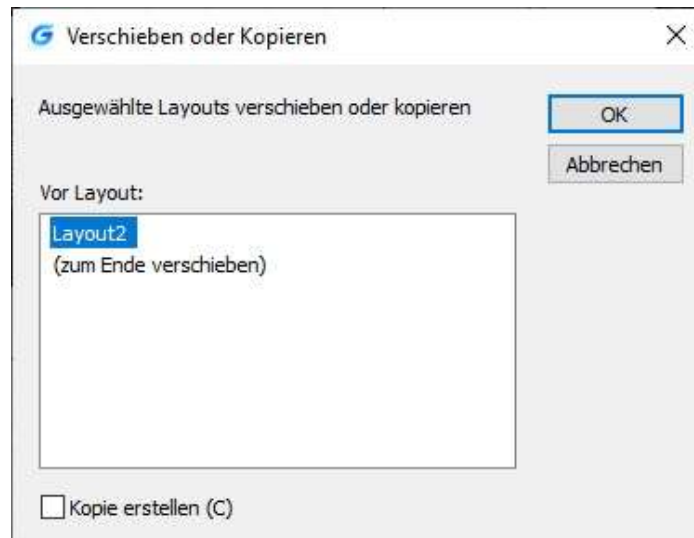 Verschieben oder Kopieren
Ausgewählte Layouts verschieben oder kopieren
OK
Abbrechen
Vor Layout:
Layout2
(zum Ende verschieben)
Kopie erstellen (C)